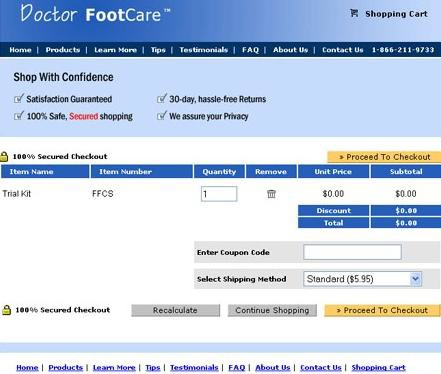 Doctor FootCare™
Shopping Cart
Home | Products | Learn More | Tips | Testimonials | FAQ | About Us | Contact Us 1-866-211-9733
Shop With Confidence
Satisfaction Guaranteed 30-day, hassle-free Returns
100% Safe, Secured shopping We assure your Privacy
100% Secured Checkout » Proceed To Checkout
Item Name Item Number Quantity Remove Unit Price Subtotal
Trial Kit FFCS 1 $0.00 $0.00
Discount $0.00
Total $0.00
Enter Coupon Code
Select Shipping Method Standard ($5.95)
100% Secured Checkout Recalculate Continue Shopping » Proceed To Checkout
Home | Products | Learn More | Tips | Testimonials | FAQ | About Us | Contact Us | Shopping Cart